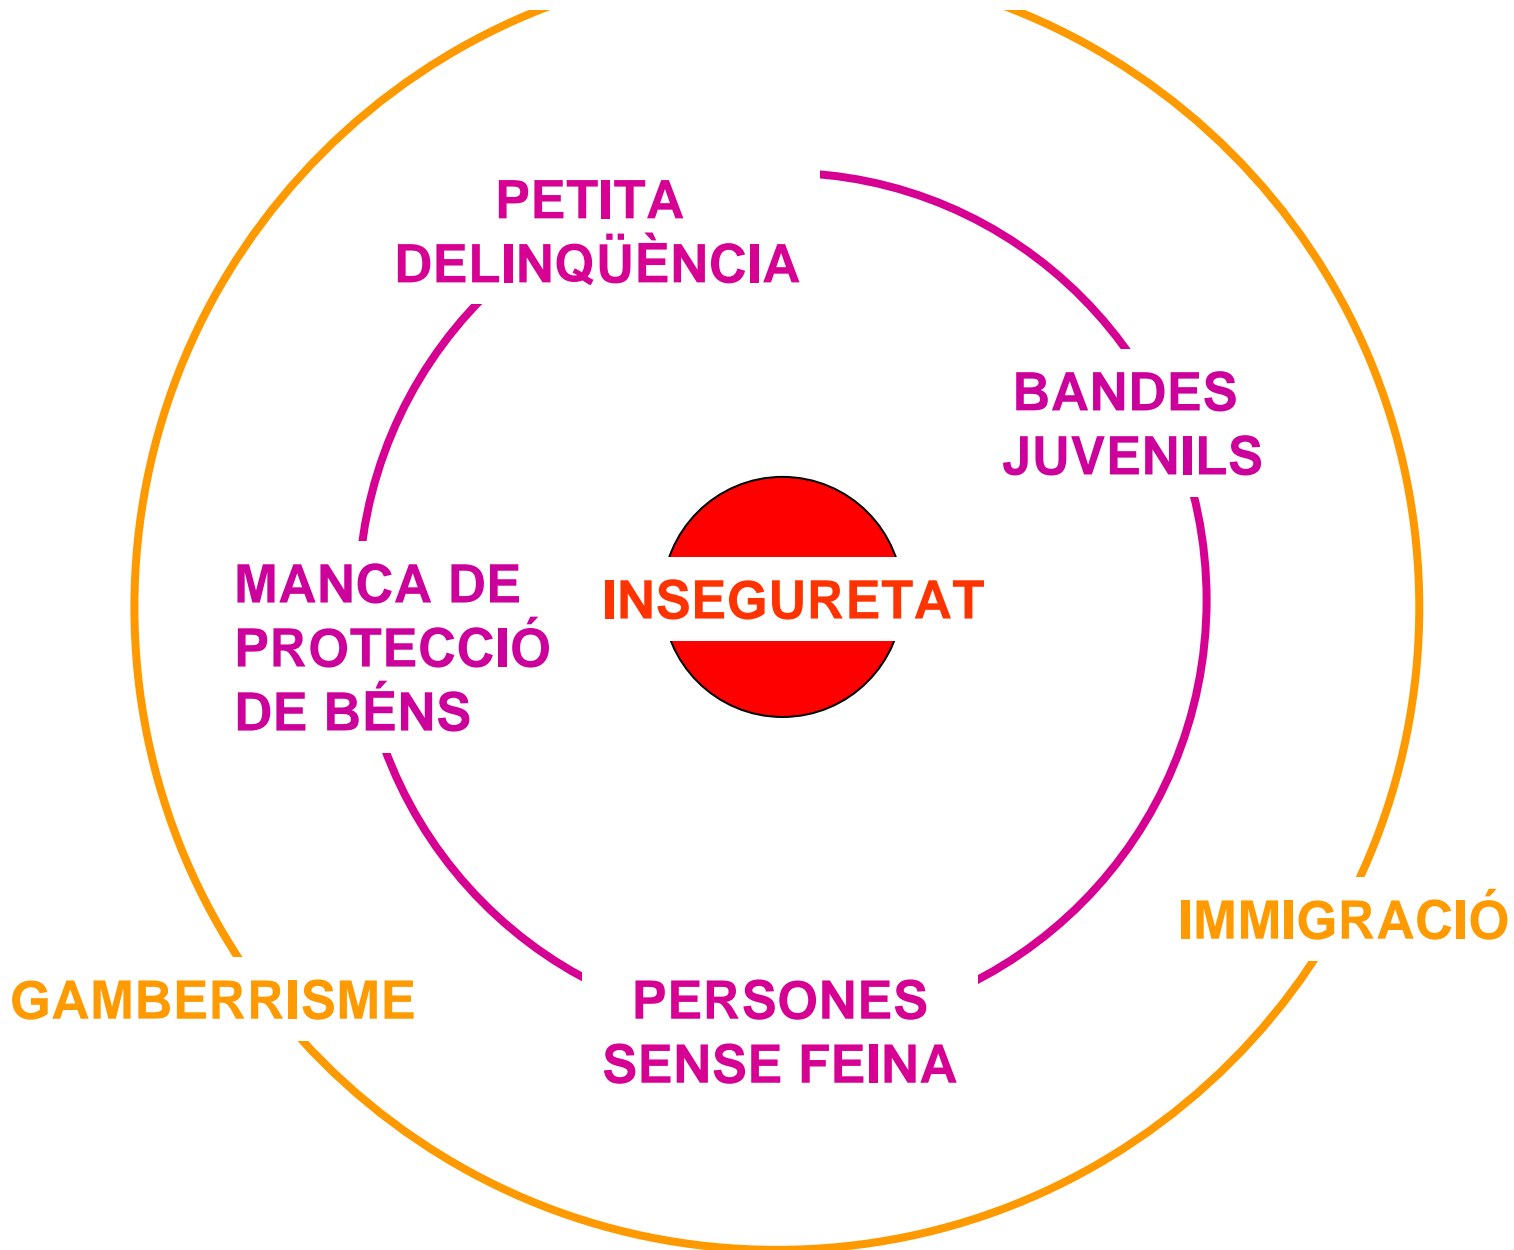 PETITA
DELINQÜÈNCIA
BANDES
JUVENILS
MANCA DE
PROTECCIÓ
DE BÉNS
INSEGURETAT
IMMIGRACIÓ
GAMBERRISME
PERSONES
SENSE FEINA